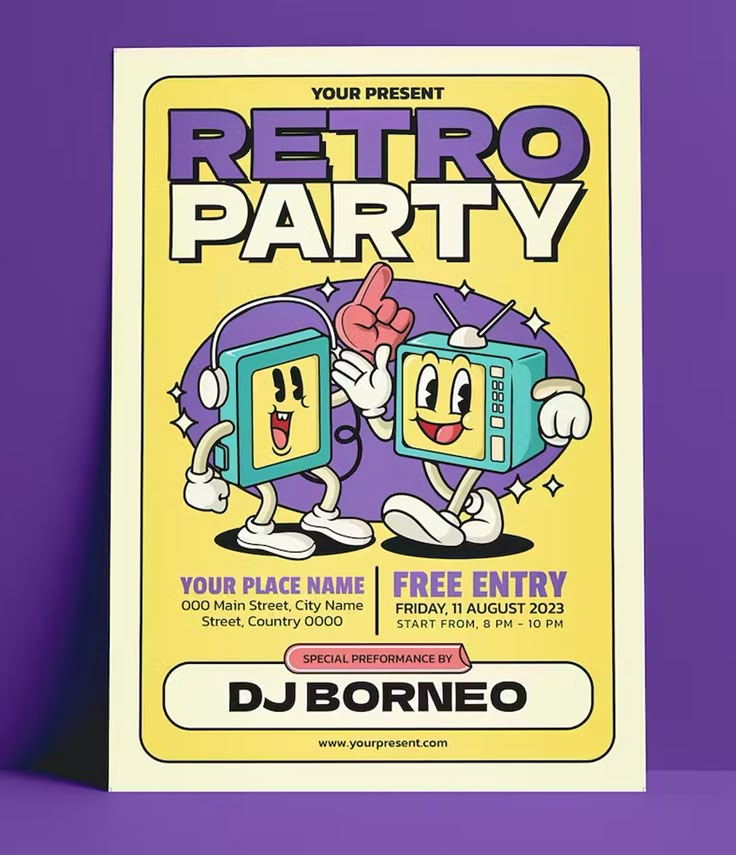 YOUR PRESENT
RETRO
PARTY
YOUR PLACE NAME
000 Main Street, City Name
Street, Country 0000
FREE ENTRY
FRIDAY, 11 AUGUST 2023
START FROM, 8 PM - 10 PM
SPECIAL PREFORMANCE BY
DJ BORNEO
www.yourpresent.com